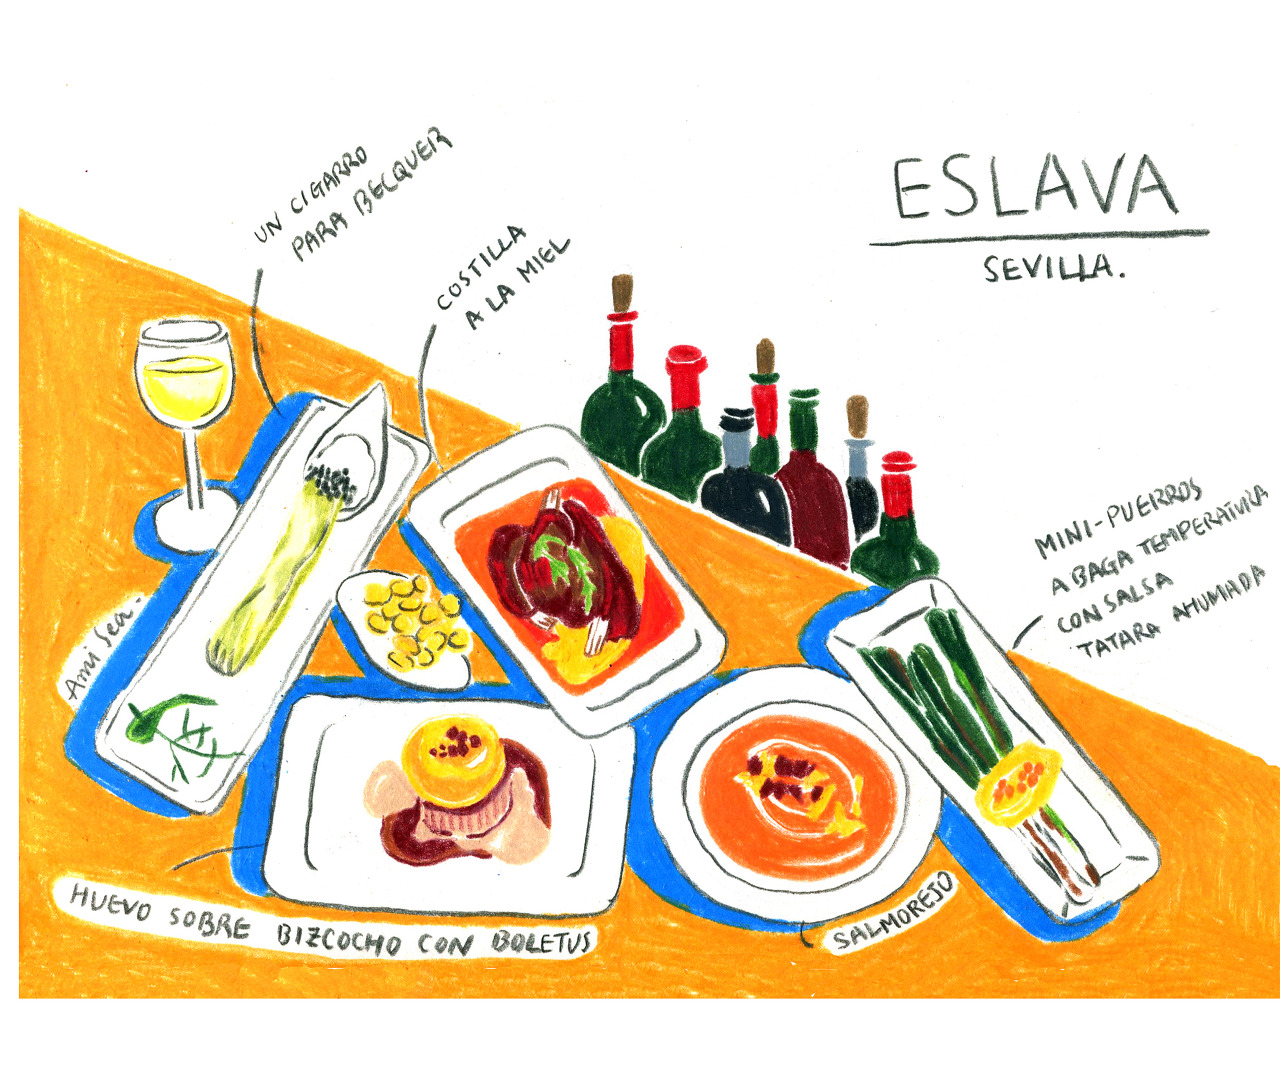 ESLAVA
SEVILLA.
UN CIGARRO
PARA BECQUER
COSTILLA
A LA MIEL
MINI-PUERROS
A BAGA TEMPERATURA
CON SALSA
TATARA AHUMADA
Ami Sea.
HUEVO SOBRE BIZCOCHO CON BOLETUS
SALMOREJO